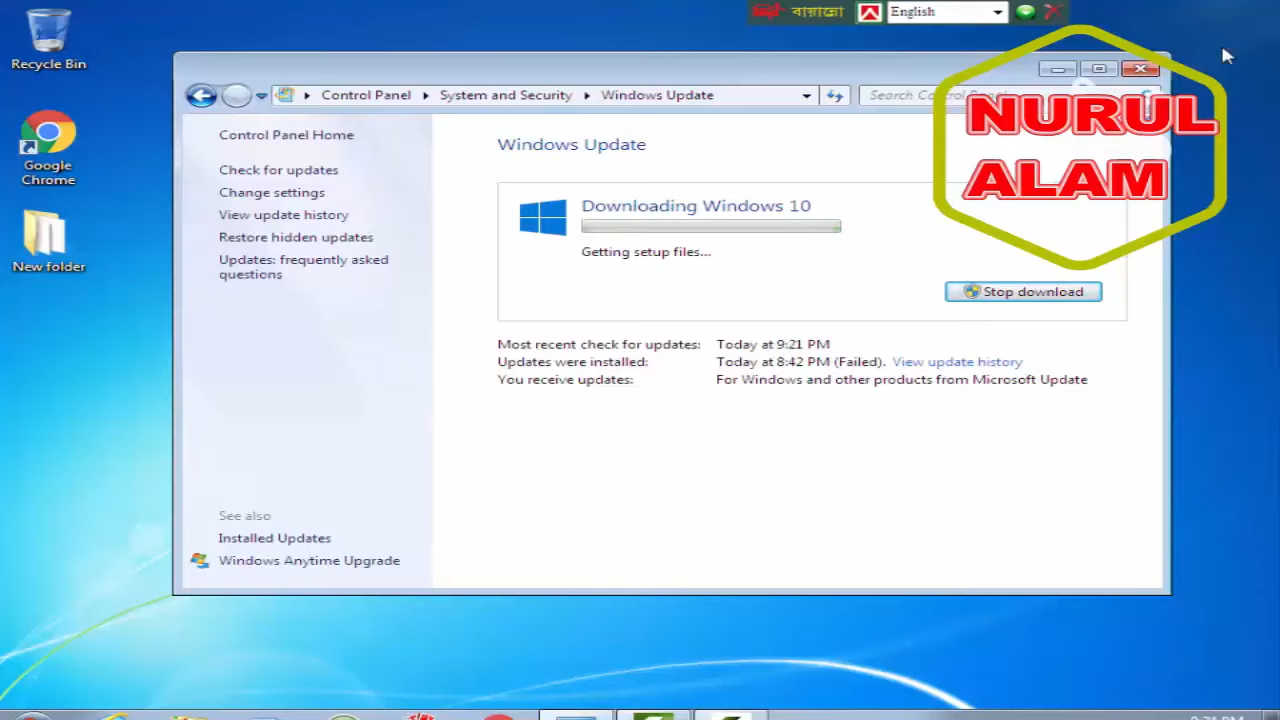 বায়ান্নো
English
Recycle Bin
Google
Chrome
New folder
Control Panel
System and Security
Windows Update
Search Co
NURUL
ALAM
Control Panel Home
Check for updates
Change settings
View update history
Restore hidden updates
Updates: frequently asked
questions
See also
Installed Updates
Windows Anytime Upgrade
Windows Update
Downloading Windows 10
Getting setup files...
Stop download
Most recent check for updates: Today at 9:21 PM
Updates were installed: Today at 8:42 PM (Failed). View update history
You receive updates: For Windows and other products from Microsoft Update